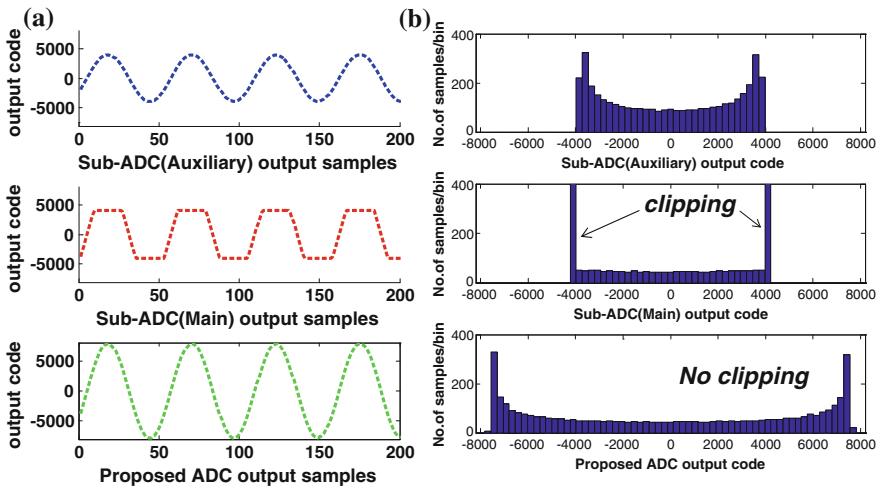 (a)
output code
5000
0
-5000
0 50 100 150 200
Sub-ADC(Auxiliary) output samples
output code
5000
0
-5000
0 50 100 150 200
Sub-ADC(Main) output samples
output code
5000
0
-5000
0 50 100 150 200
Proposed ADC output samples
(b)
No.of samples/bin
400
200
0
-8000 -6000 -4000 -2000 0 2000 4000 6000 8000
Sub-ADC(Auxiliary) output code
No.of samples/bin
400
200
0
clipping
-8000 -6000 -4000 -2000 0 2000 4000 6000 8000
Sub-ADC(Main) output code
No.of samples/bin
400
200
0
No clipping
-8000 -6000 -4000 -2000 0 2000 4000 6000 8000
Proposed ADC output code